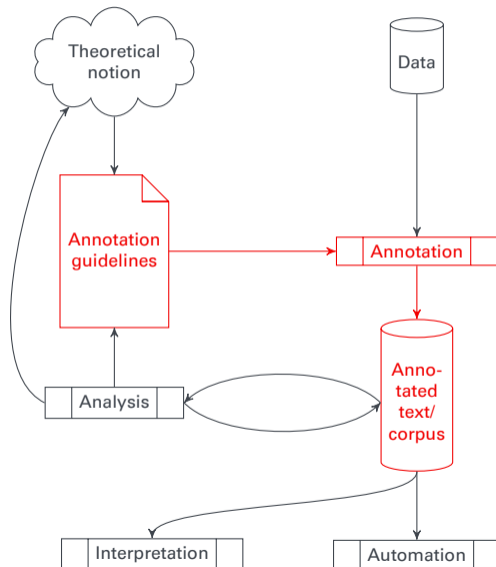 Theoretical
notion
Data
Annotation
guidelines
Annotation
Anno-
tated
text/
corpus
Analysis
Interpretation
Automation